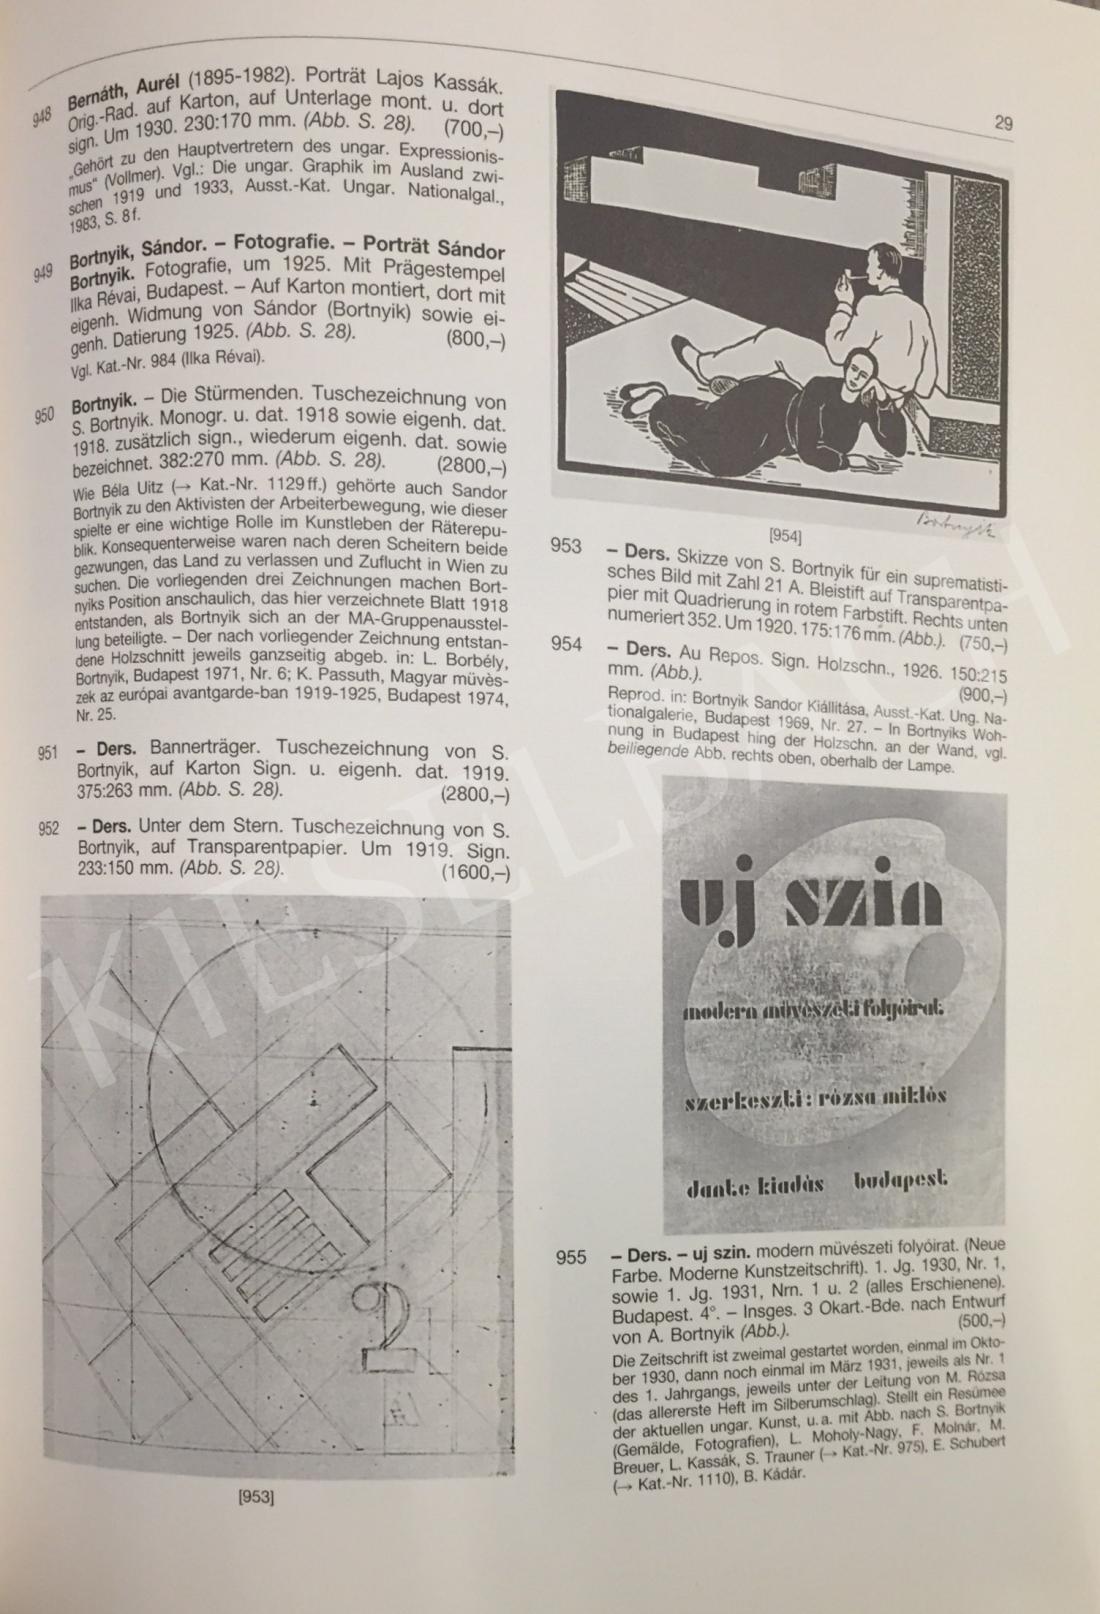 29
948 Bernáth, Aurél (1895-1982). Porträt Lajos Kassák.
Orig.-Rad. auf Karton, auf Unterlage mont. u. dort
sign. Um 1930. 230:170 mm. (Abb. S. 28). (700,–)
„Gehört zu den Hauptvertretern des ungar. Expressionis-
mus“ (Vollmer). Vgl.: Die ungar. Graphik im Ausland zwi-
schen 1919 und 1933, Ausst.-Kat. Ungar. Nationalgal.,
1983, S. 8f.
949 Bortnyik, Sándor. – Fotografie. – Porträt Sándor
Bortnyik. Fotografie, um 1925. Mit Prägestempel
Ilka Révai, Budapest. – Auf Karton montiert, dort mit
eigenh. Widmung von Sándor (Bortnyik) sowie ei-
genh. Datierung 1925. (Abb. S. 28). (800,–)
Vgl. Kat.-Nr. 984 (Ilka Révai).
950 Bortnyik. – Die Stürmenden. Tuschezeichnung von
S. Bortnyik. Monogr. u. dat. 1918 sowie eigenh. dat.
1918. zusätzlich sign., wiederum eigenh. dat. sowie
bezeichnet. 382:270 mm. (Abb. S. 28). (2800,–)
Wie Béla Uitz (→ Kat.-Nr. 1129ff.) gehörte auch Sandor
Bortnyik zu den Aktivisten der Arbeiterbewegung, wie dieser
spielte er eine wichtige Rolle im Kunstleben der Räterepu-
blik. Konsequenterweise waren nach deren Scheitern beide
gezwungen, das Land zu verlassen und Zuflucht in Wien zu
suchen. Die vorliegenden drei Zeichnungen machen Bort-
nyiks Position anschaulich, das hier verzeichnete Blatt 1918
entstanden, als Bortnyik sich an der MA-Gruppenausstel-
lung beteiligte. – Der nach vorliegender Zeichnung entstan-
dene Holzschnitt jeweils ganzseitig abgeb. in: L. Borbély,
Bortnyik, Budapest 1971, Nr. 6; K. Passuth, Magyar müvès-
zek az európai avantgarde-ban 1919-1925, Budapest 1974,
Nr. 25.
951 – Ders. Bannerträger. Tuschezeichnung von S.
Bortnyik, auf Karton Sign. u. eigenh. dat. 1919.
375:263 mm. (Abb. S. 28). (2800,–)
952 – Ders. Unter dem Stern. Tuschezeichnung von S.
Bortnyik, auf Transparentpapier. Um 1919. Sign.
233:150 mm. (Abb. S. 28). (1600,–)
2
[953]
Bortnyik
[954]
953 – Ders. Skizze von S. Bortnyik für ein suprematisti-
sches Bild mit Zahl 21 A. Bleistift auf Transparentpa-
pier mit Quadrierung in rotem Farbstift. Rechts unten
numeriert 352. Um 1920. 175:176 mm. (Abb.). (750,–)
954 – Ders. Au Repos. Sign. Holzschn., 1926. 150:215
mm. (Abb.). (900,–)
Reprod. in: Bortnyik Sandor Kiállitása, Ausst.-Kat. Ung. Na-
tionalgalerie, Budapest 1969, Nr. 27. – In Bortnyiks Woh-
nung in Budapest hing der Holzschn. an der Wand, vgl.
beiliegende Abb. rechts oben, oberhalb der Lampe.
uj szin
modern müvészeti folyóirat.
szerkeszti: rózsa miklós
dante kiadás budapest
955 – Ders. – uj szin. modern müvészeti folyóirat. (Neue
Farbe. Moderne Kunstzeitschrift). 1. Jg. 1930, Nr. 1,
sowie 1. Jg. 1931, Nrn. 1 u. 2 (alles Erschienene).
Budapest. 4°. – Insges. 3 Okart.-Bde. nach Entwurf
von A. Bortnyik (Abb.). (500,–)
Die Zeitschrift ist zweimal gestartet worden, einmal im Okto-
ber 1930, dann noch einmal im März 1931, jeweils als Nr. 1
des 1. Jahrgangs, jeweils unter der Leitung von M. Rózsa
(das allererste Heft im Silberumschlag). Stellt ein Resümee
der aktuellen ungar. Kunst, u.a. mit Abb. nach S. Bortnyik
(Gemälde, Fotografien), L. Moholy-Nagy, F. Molnár, M.
Breuer, L. Kassák, S. Trauner (→ Kat.-Nr. 975), E. Schubert
(→ Kat.-Nr. 1110), B. Kádár.
KIESELBACH